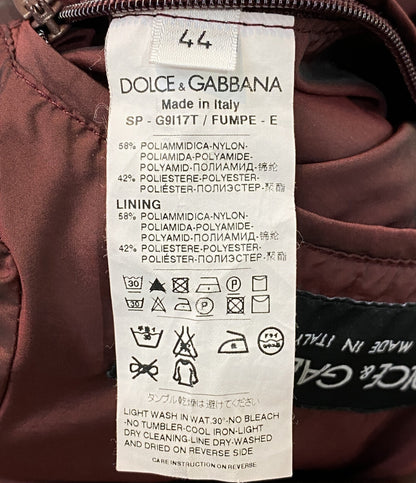 44
DOLCE & GABBANA
Made in Italy
SP - G9I17T / FUMPE - E
58% POLIAMMIDICA-NYLON-
POLIAMIDA-POLYAMIDE-
POLYAMID-ПОЛИАМИД-锦纶
42% POLIESTERE-POLYESTER-
POLIÉSTER-ПОЛИЭСТЕР-聚酯
LINING
58% POLIAMMIDICA-NYLON-
POLIAMIDA-POLYAMIDE-
POLYAMID-ПОЛИАМИД-锦纶
42% POLIESTERE-POLYESTER-
POLIÉSTER-ПОЛИЭСТЕР-聚酯
30
30 A P
30
タンブル乾燥は避けてください
LIGHT WASH IN WAT.30°-NO BLEACH
-NO TUMBLER-COOL IRON-LIGHT
DRY CLEANING-LINE DRY-WASHED
AND DRIED ON REVERSE SIDE
CARE INSTRUCTION ON REVERSE
MADE IN ITALY